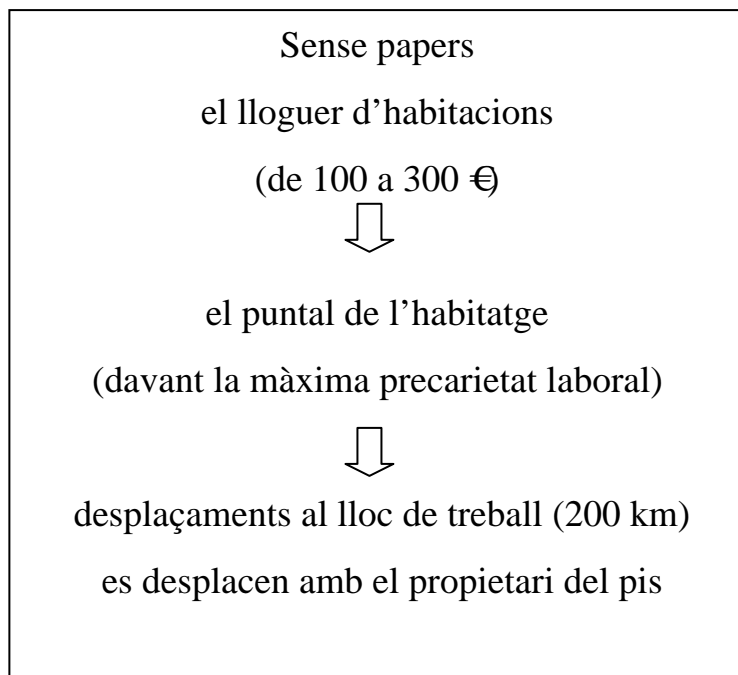 Sense papers
el lloguer d’habitacions
(de 100 a 300 €)
el puntal de l’habitatge
(davant la màxima precarietat laboral)
desplaçaments al lloc de treball (200 km)
es desplacen amb el propietari del pis